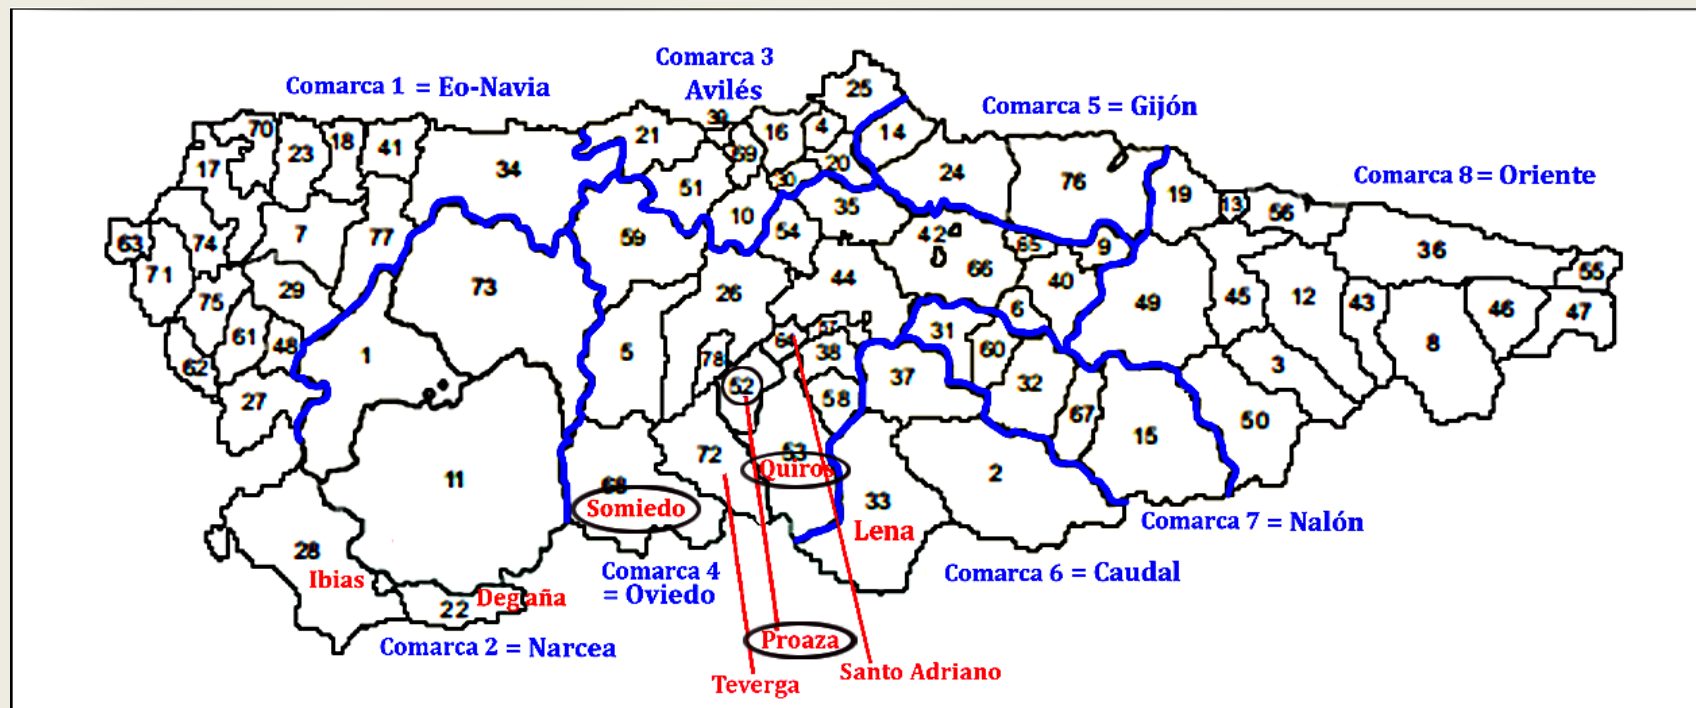 Comarca 3
Avilés
Comarca 1 = Eo-Navia
Comarca 5 = Gijón
Comarca 8 = Oriente
25
39
70 18 41 21 16 4 14
23 69
17 34 20 24 76
30 51 19
10 35 13 56
63 74 7 77 59 54 42 65 9 36
71 66 55
75 29 73 26 44 40 49 45 12 43 46 47
61 48 1 5 6
62 64 57 31
78 38 60 8
27 52 37 32 3
58 67 50
72 53 15
11 2
Quiros
68
Somiedo
33
Lena
Comarca 7 = Nalón
28
Ibias
Comarca 4
= Oviedo
Comarca 6 = Caudal
22 Degaña
Comarca 2 = Narcea
Proaza
Santo Adriano
Teverga